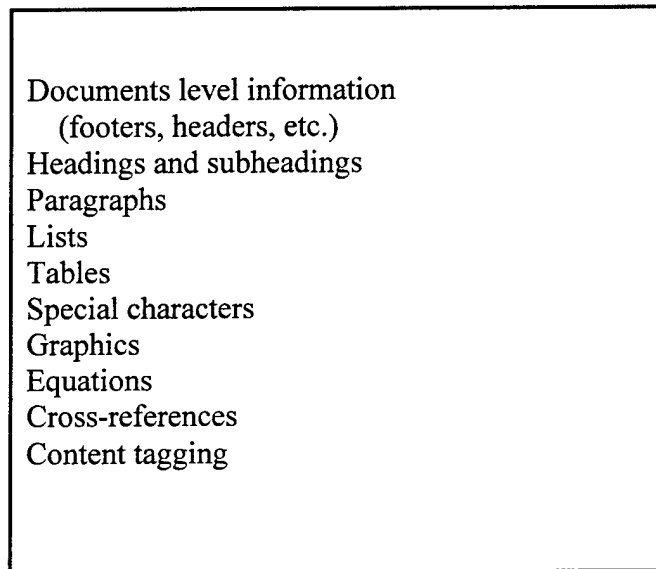 Documents level information
(footers, headers, etc.)
Headings and subheadings
Paragraphs
Lists
Tables
Special characters
Graphics
Equations
Cross-references
Content tagging